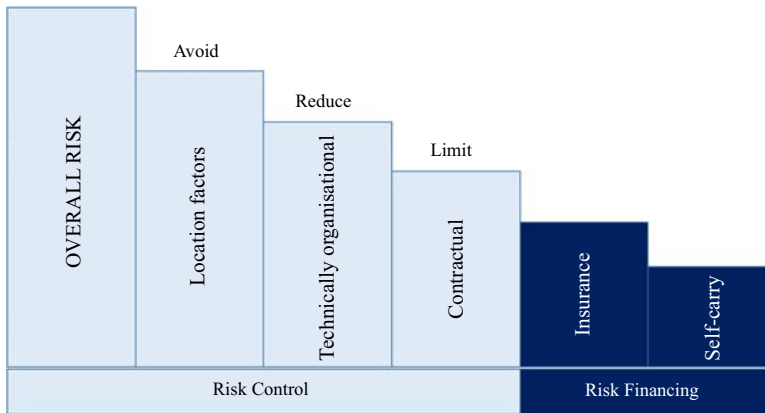 OVERALL RISK
Avoid
Location factors
Reduce
Technically organisational
Limit
Contractual
Insurance
Self-carry
Risk Control
Risk Financing